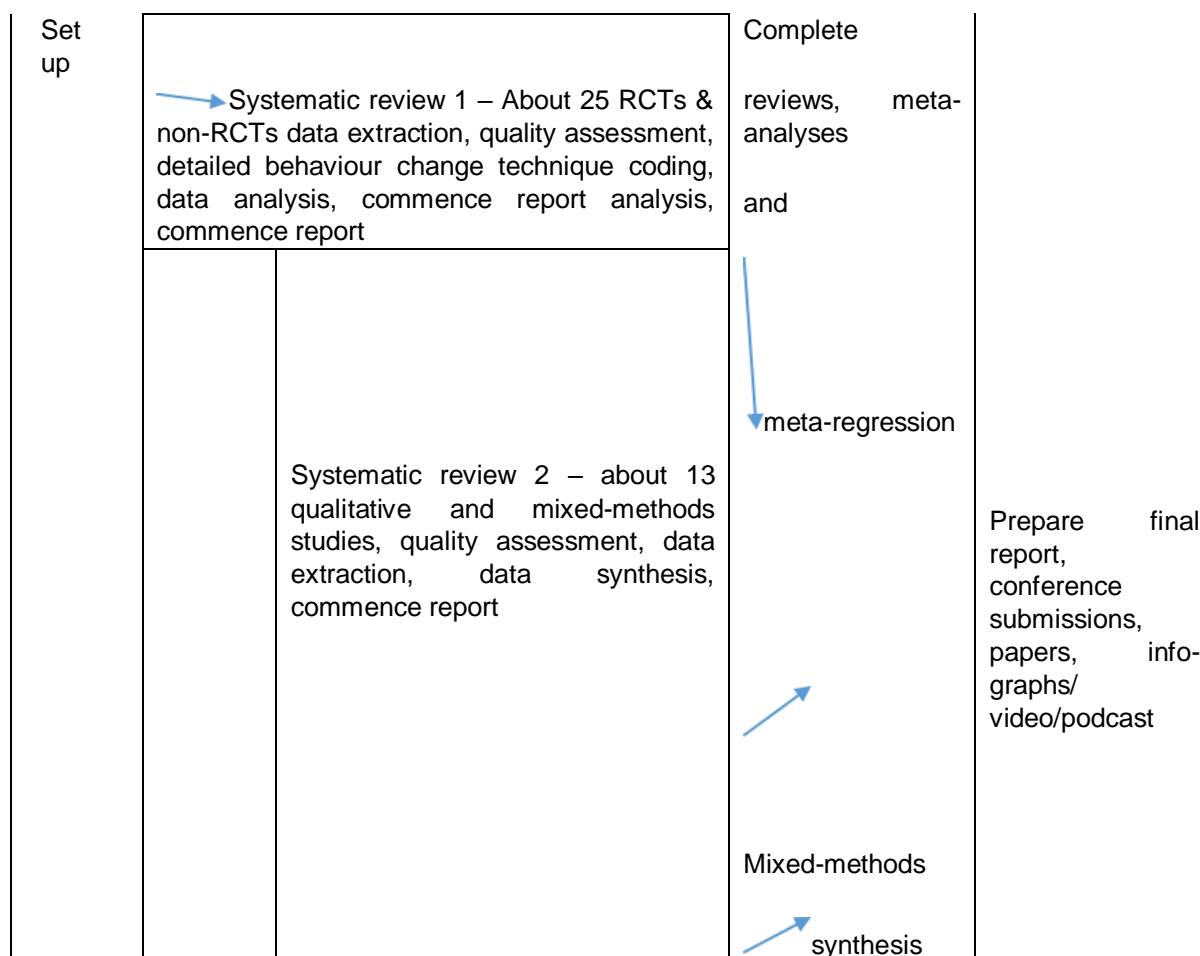 Set
up
Systematic review 1 – About 25 RCTs &
non-RCTs data extraction, quality assessment,
detailed behaviour change technique coding,
data analysis, commence report analysis,
commence report
Systematic review 2 – about 13
qualitative and mixed-methods
studies, quality assessment, data
extraction, data synthesis,
commence report
Complete
reviews, meta-
analyses
and
meta-regression
Mixed-methods
synthesis
Prepare final
report,
conference
submissions,
papers, info-
graphs/
video/podcast